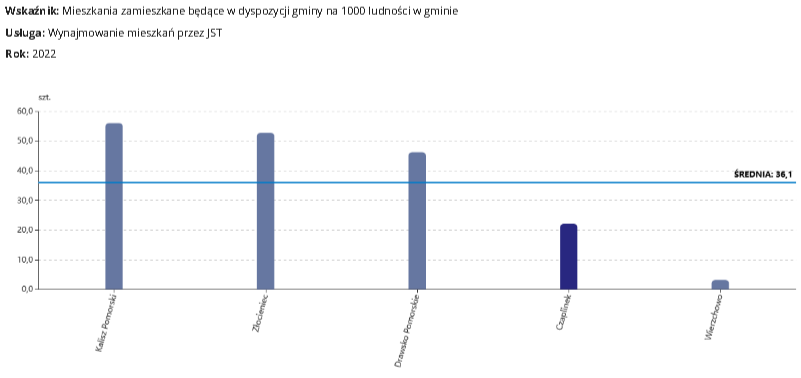 Wskaźnik: Mieszkania zamieszkane będące w dyspozycji gminy na 1000 ludności w gminie
Usługa: Wynajmowanie mieszkań przez JST
Rok: 2022
szt.
60,0
50,0
40,0
ŚREDNIA: 36,1
30,0
20,0
10,0
0,0
Kalisz Pomorski
Złocieniec
Drawsko Pomorskie
Czaplinek
Wierzchowo